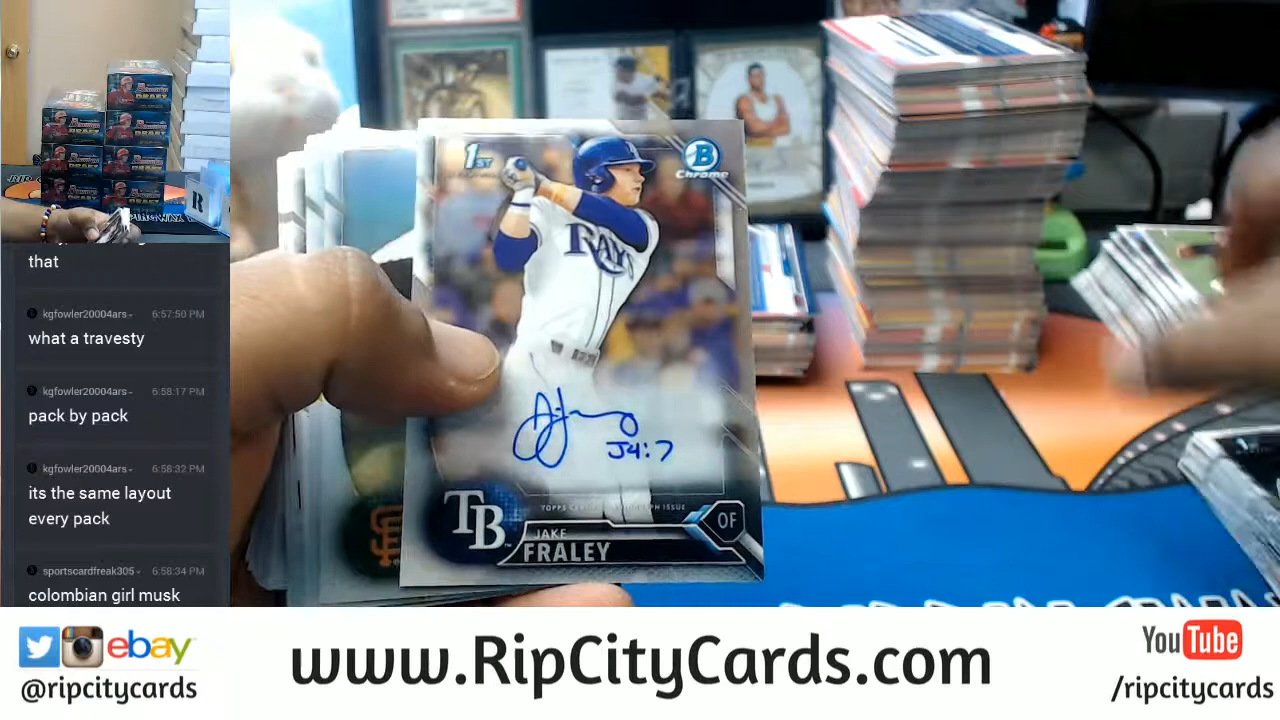 that
kgfowler20004ars
6:57:50 PM
what a travesty
kgfowler20004ars
6:58:17 PM
pack by pack
kgfowler20004ars
6:58:32 PM
its the same layout
every pack
sportscardfreak305
6:58:34 PM
colombian girl musk
1ST
B
Chrome
RAYS
J4:7
TB
OF
JAKE
FRALEY
SF
R
ebay
@ripcitycards
www.RipCityCards.com
YouTube
/ripcitycards